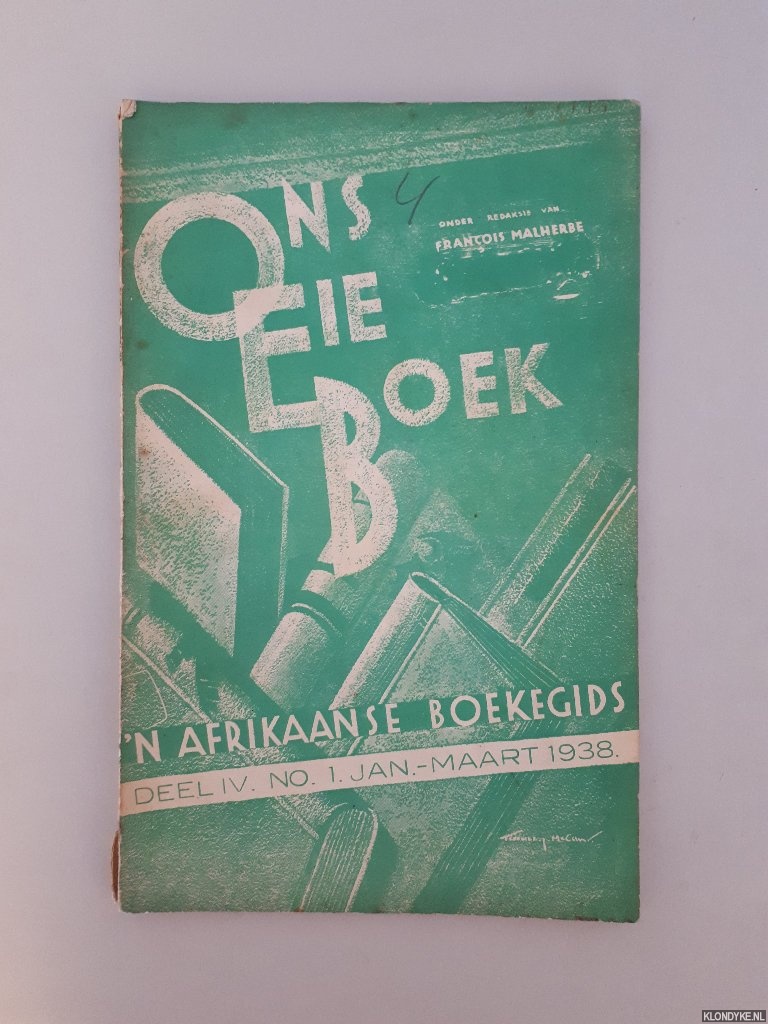 ONS
EIE
BOEK
4
ONDER REDAKSIE VAN
FRANÇOIS MALHERBE
'N AFRIKAANSE BOEKEGIDS
DEEL IV. NO. 1. JAN.-MAART 1938.
KLONDYKE.NL